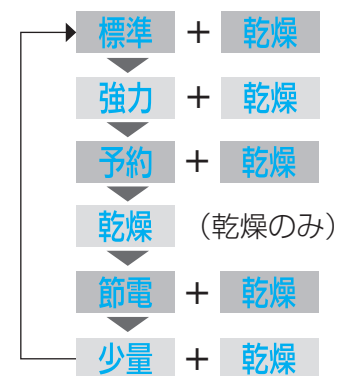 標準 + 乾燥
強力 + 乾燥
予約 + 乾燥
乾燥 (乾燥のみ)
節電 + 乾燥
少量 + 乾燥